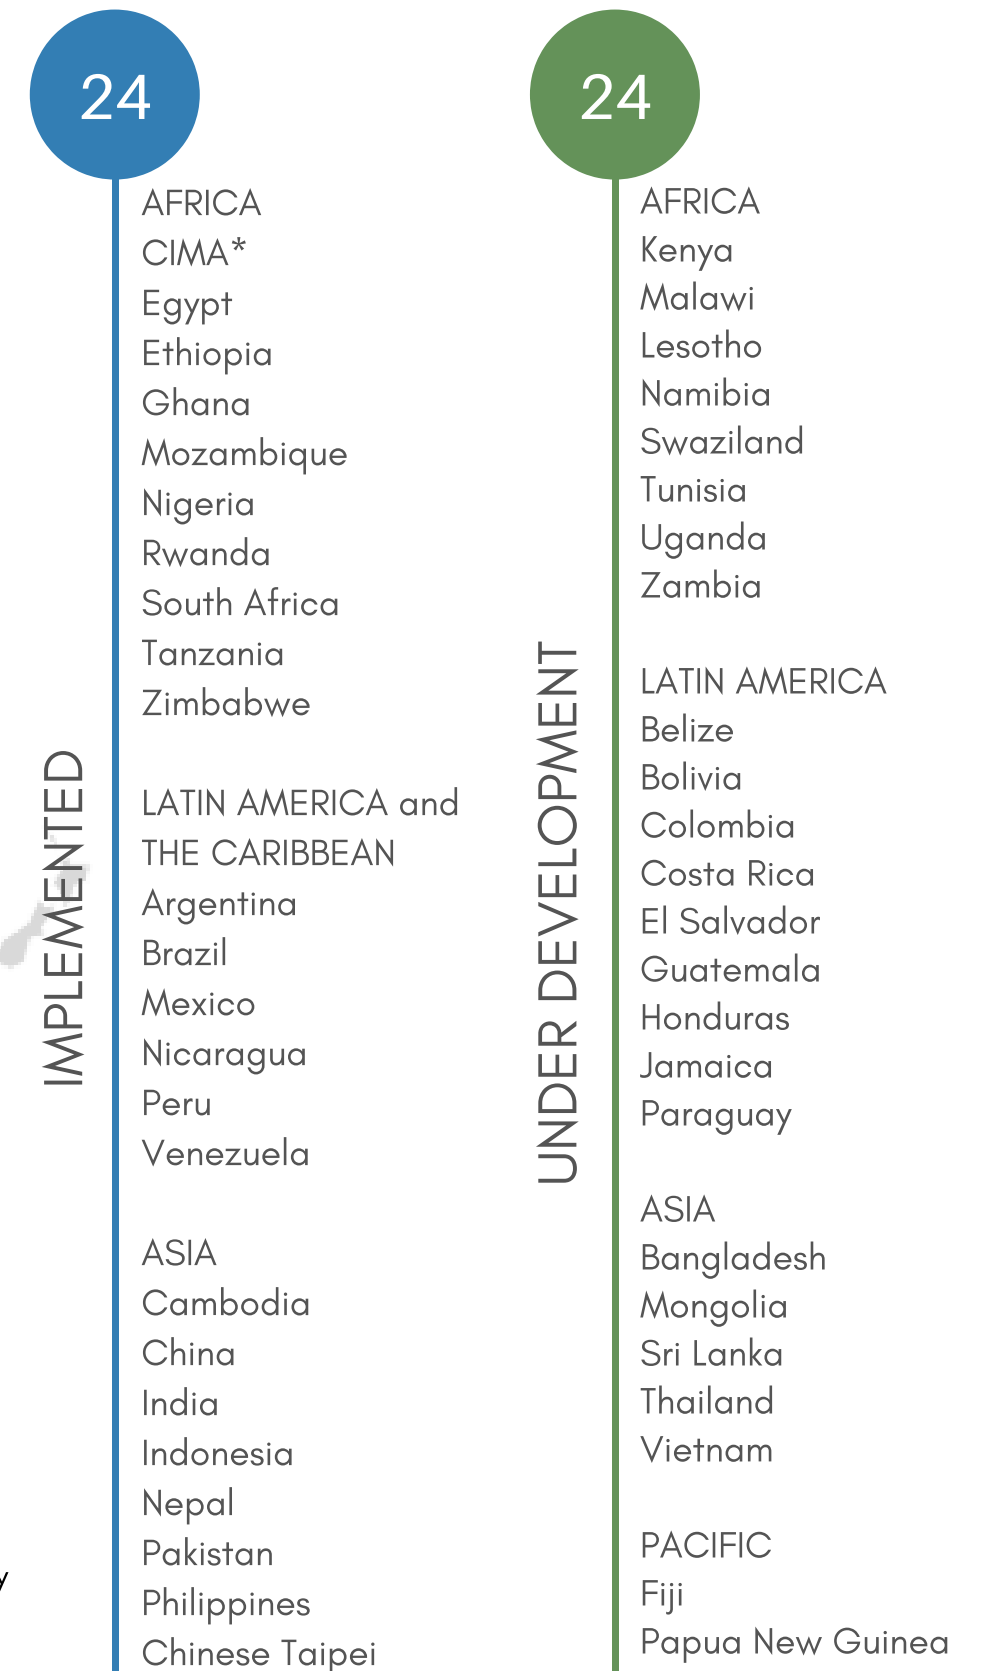 24
IMPLEMENTED
AFRICA
CIMA*
Egypt
Ethiopia
Ghana
Mozambique
Nigeria
Rwanda
South Africa
Tanzania
Zimbabwe
LATIN AMERICA and
THE CARIBBEAN
Argentina
Brazil
Mexico
Nicaragua
Peru
Venezuela
ASIA
Cambodia
China
India
Indonesia
Nepal
Pakistan
Philippines
Chinese Taipei
24
UNDER DEVELOPMENT
AFRICA
Kenya
Malawi
Lesotho
Namibia
Swaziland
Tunisia
Uganda
Zambia
LATIN AMERICA
Belize
Bolivia
Colombia
Costa Rica
El Salvador
Guatemala
Honduras
Jamaica
Paraguay
ASIA
Bangladesh
Mongolia
Sri Lanka
Thailand
Vietnam
PACIFIC
Fiji
Papua New Guinea